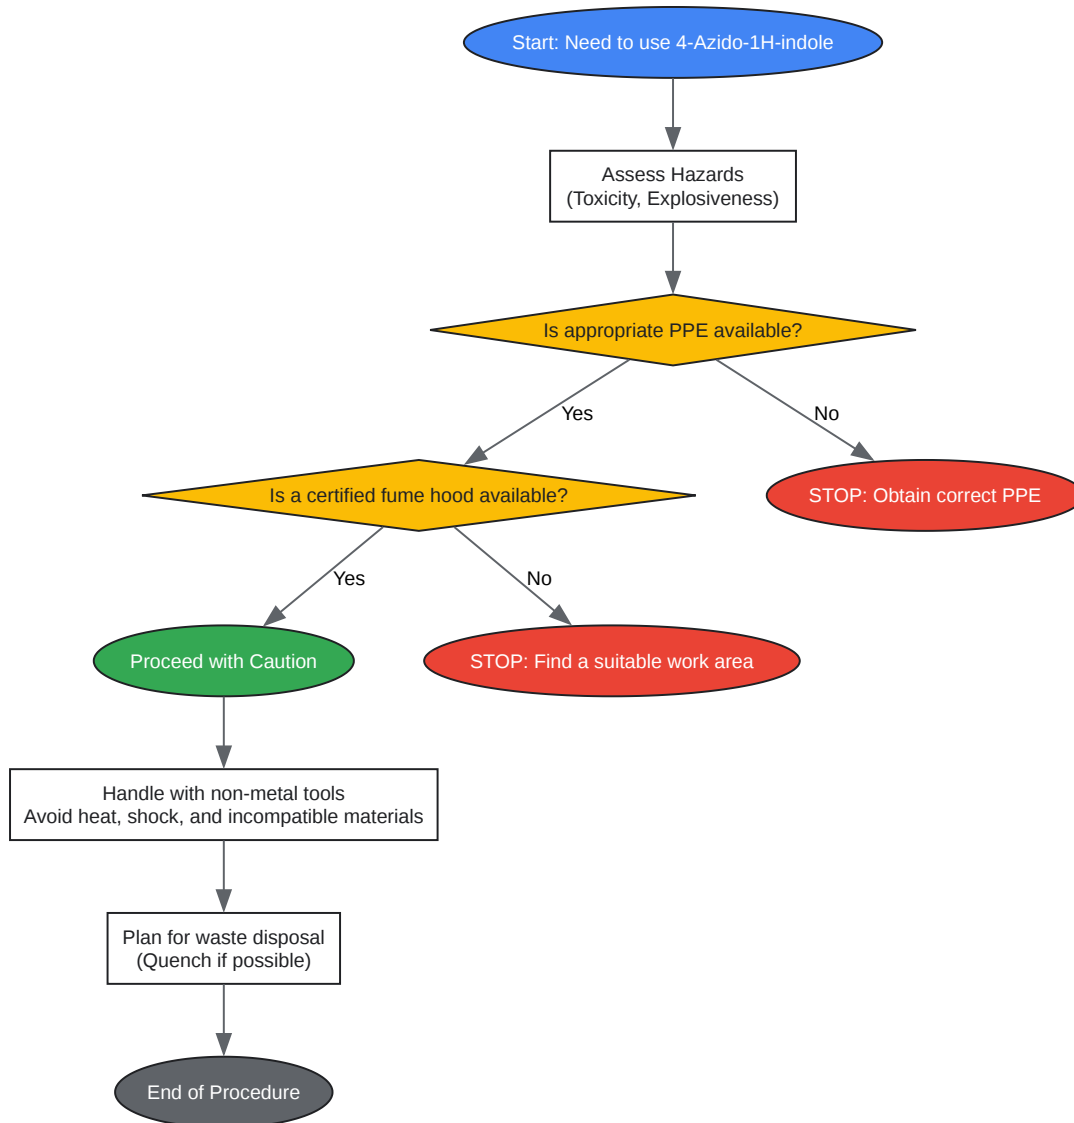 Start: Need to use 4-Azido-1H-indole
Assess Hazards
(Toxicity, Explosiveness)
Is appropriate PPE available?
Yes
No
Is a certified fume hood available?
STOP: Obtain correct PPE
Yes
No
Proceed with Caution
STOP: Find a suitable work area
Handle with non-metal tools
Avoid heat, shock, and incompatible materials
Plan for waste disposal
(Quench if possible)
End of Procedure